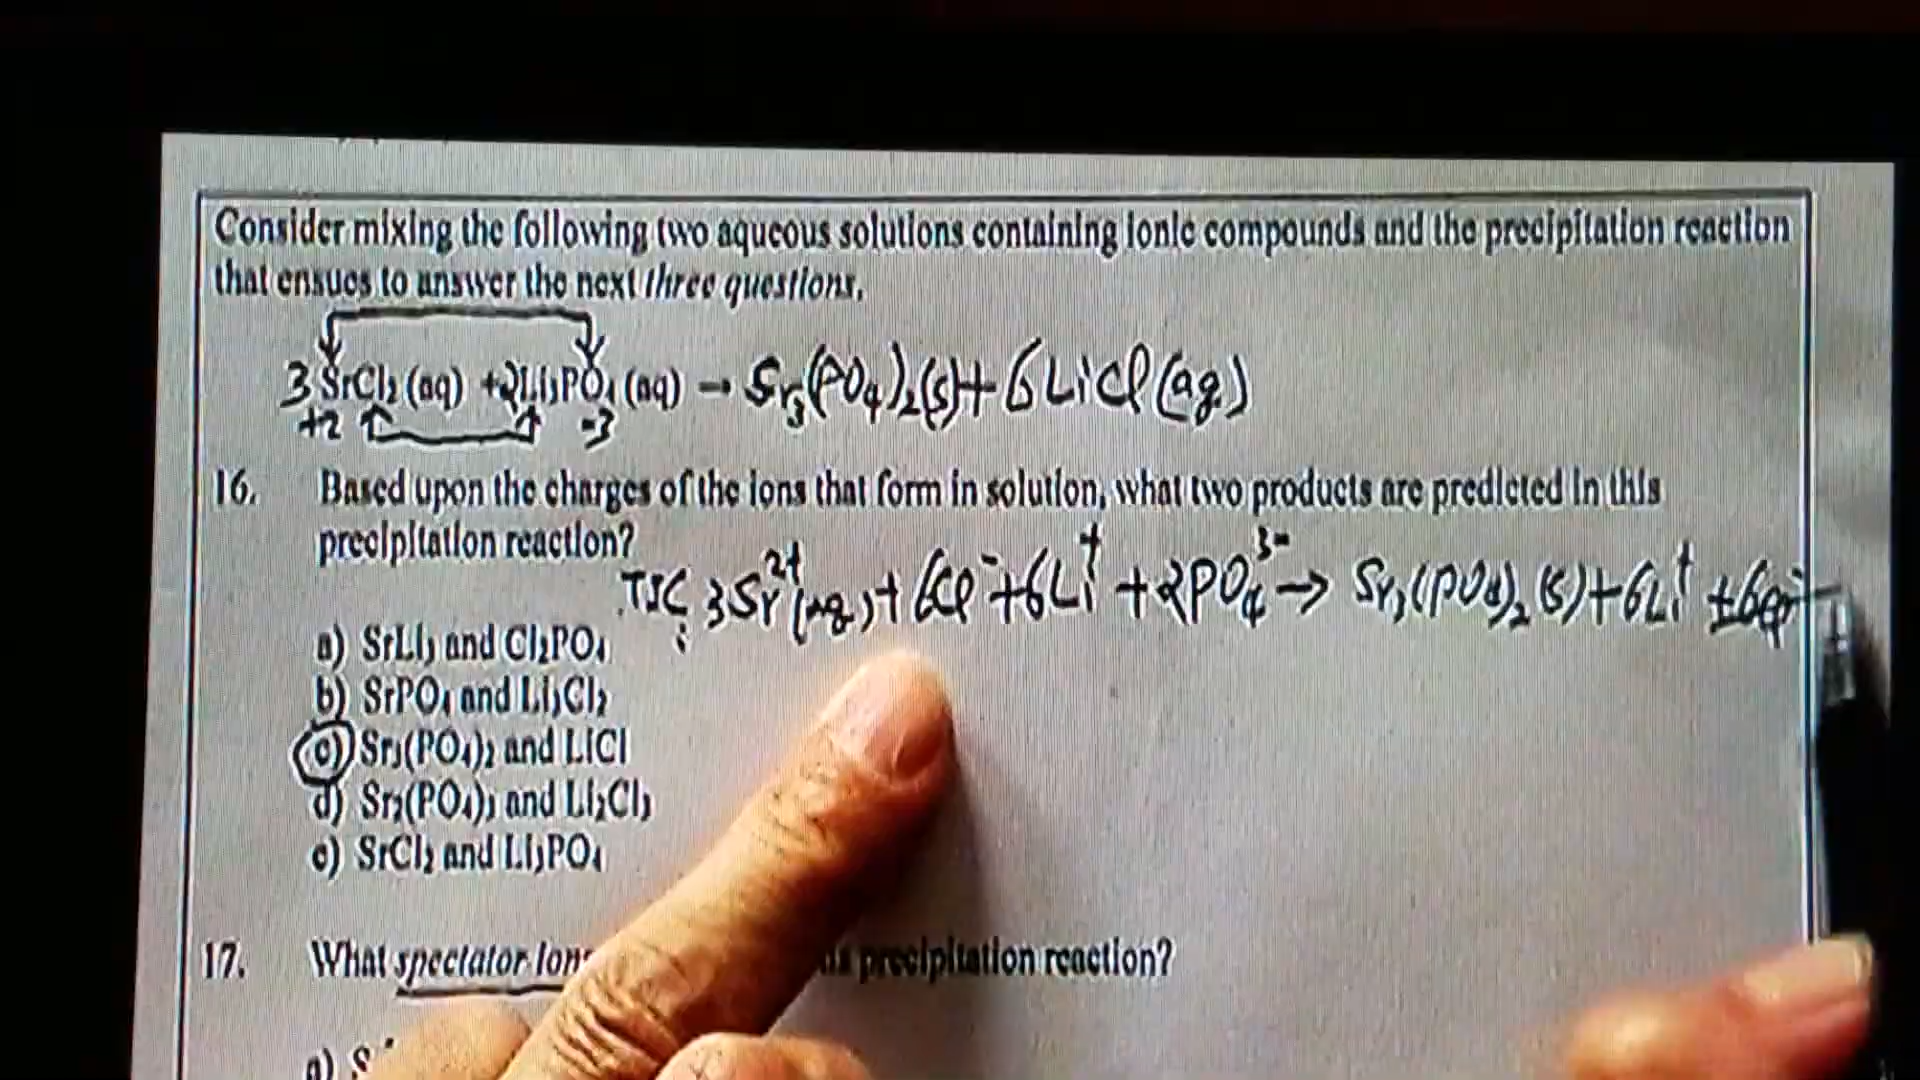 Consider mixing the following two aqueous solutions containing ionic compounds and the precipitation reaction
that ensues to answer the next three questions.
3 SrCl₂ (aq) + 2Li₃PO₄ (aq) → Sr₃(PO₄)₂(s) + 6LiCl(aq)
+2 -3
16. Based upon the charges of the ions that form in solution, what two products are predicted in this
precipitation reaction?
3Sr²⁺(aq) + 6Cl⁻ + 6Li⁺ + 2PO₄³⁻ → Sr₃(PO₄)₂(s) + 6Li⁺ + 6Cl⁻
a) SrLi₃ and Cl₂PO₄
b) SrPO₄ and Li₃Cl₂
c) Sr₃(PO₄)₂ and LiCl
d) Sr₂(PO₄)₃ and Li₂Cl₃
e) SrCl₂ and Li₃PO₄
17. What spectator ions precipitation reaction?
a) S